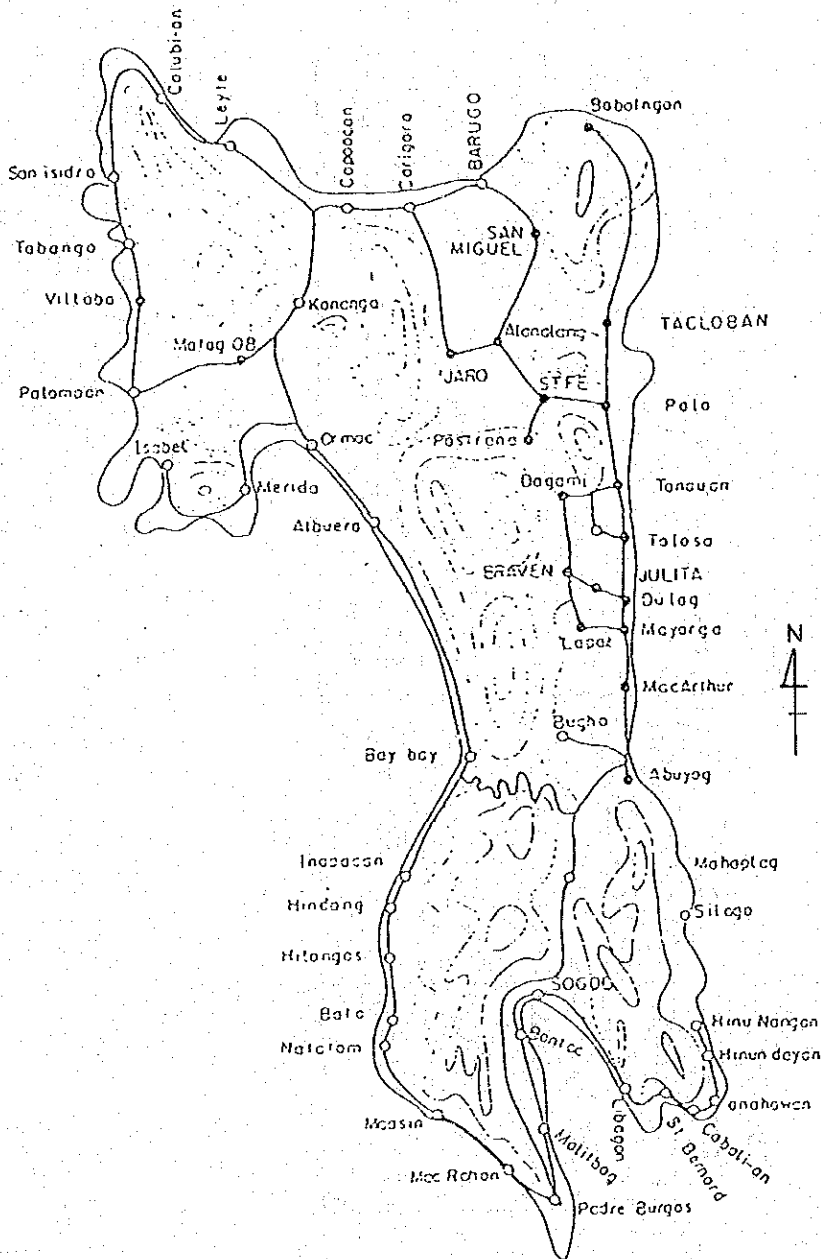 Calubi-an
Leyte
Capoocan
Carigara
BARUGO
Babatngon
San isidro
SAN
MIGUEL
Tabango
Villaba
Kananga
TACLOBAN
Matag OB
Alangalang
JARO
ST.FE
Palompon
Palo
Isabel
Ormoc
Pastrana
Merida
Dagami
Tanauan
Albuera
Tolosa
BRAVEN
JULITA
Dulag
Lapaz
Mayorga
N
MacArthur
Bay bay
Abuyog
Inopacan
Mahaplag
Hindang
Silago
Hilongos
SOGOD
Bato
Bontoc
Hinu Nangan
Hinun dayan
anahawan
Maasin
Malitbog
Libagon
St. Bernard
Cabali-an
Mac Rohon
Padre Burgos